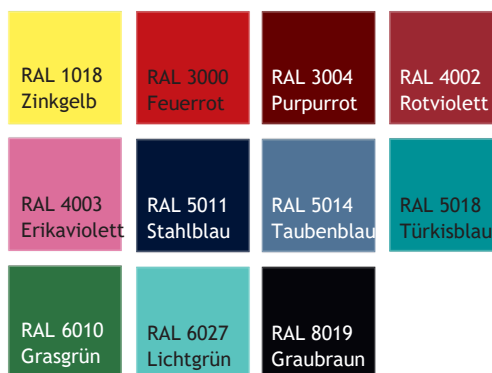 RAL 1018
Zinkgelb
RAL 3000
Feuerrot
RAL 3004
Purpurrot
RAL 4002
Rotviolett
RAL 4003
Erikaviolett
RAL 5011
Stahlblau
RAL 5014
Taubenblau
RAL 5018
Türkisblau
RAL 6010
Grasgrün
RAL 6027
Lichtgrün
RAL 8019
Graubraun